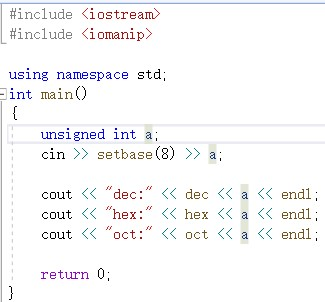 #include <iostream>
#include <iomanip>
using namespace std;
int main()
{
unsigned int a;
cin >> setbase(8) >> a;
cout << "dec:" << dec << a << endl;
cout << "hex:" << hex << a << endl;
cout << "oct:" << oct << a << endl;
return 0;
}